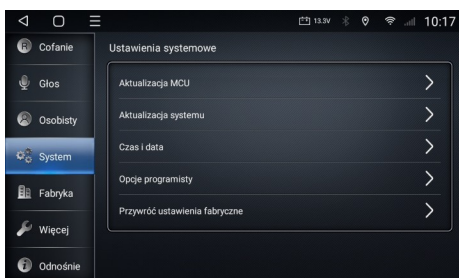 13.3V
10:17
Cofanie
Głos
Osobisty
System
Fabryka
Więcej
Odnośnie
Ustawienia systemowe
Aktualizacja MCU
Aktualizacja systemu
Czas i data
Opcje programisty
Przywróć ustawienia fabryczne